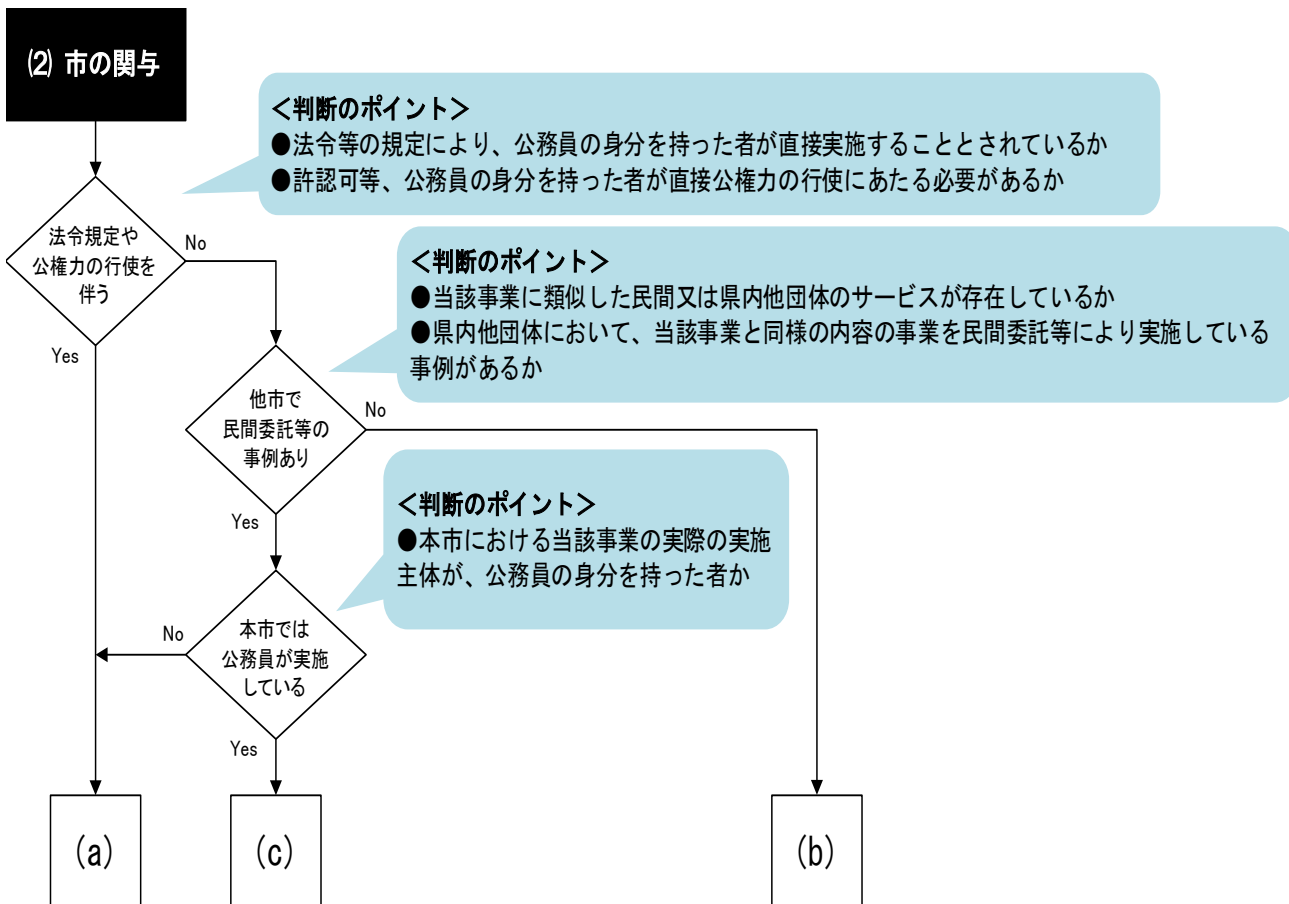 ⑵ 市の関与
＜判断のポイント＞
●法令等の規定により、公務員の身分を持った者が直接実施することとされているか
●許認可等、公務員の身分を持った者が直接公権力の行使にあたる必要があるか
法令規定や
公権力の行使を
伴う
No
Yes
＜判断のポイント＞
●当該事業に類似した民間又は県内他団体のサービスが存在しているか
●県内他団体において、当該事業と同様の内容の事業を民間委託等により実施している
事例があるか
他市で
民間委託等の
事例あり
No
Yes
＜判断のポイント＞
●本市における当該事業の実際の実施
主体が、公務員の身分を持った者か
本市では
公務員が実施
している
No
Yes
(a)
(c)
(b)